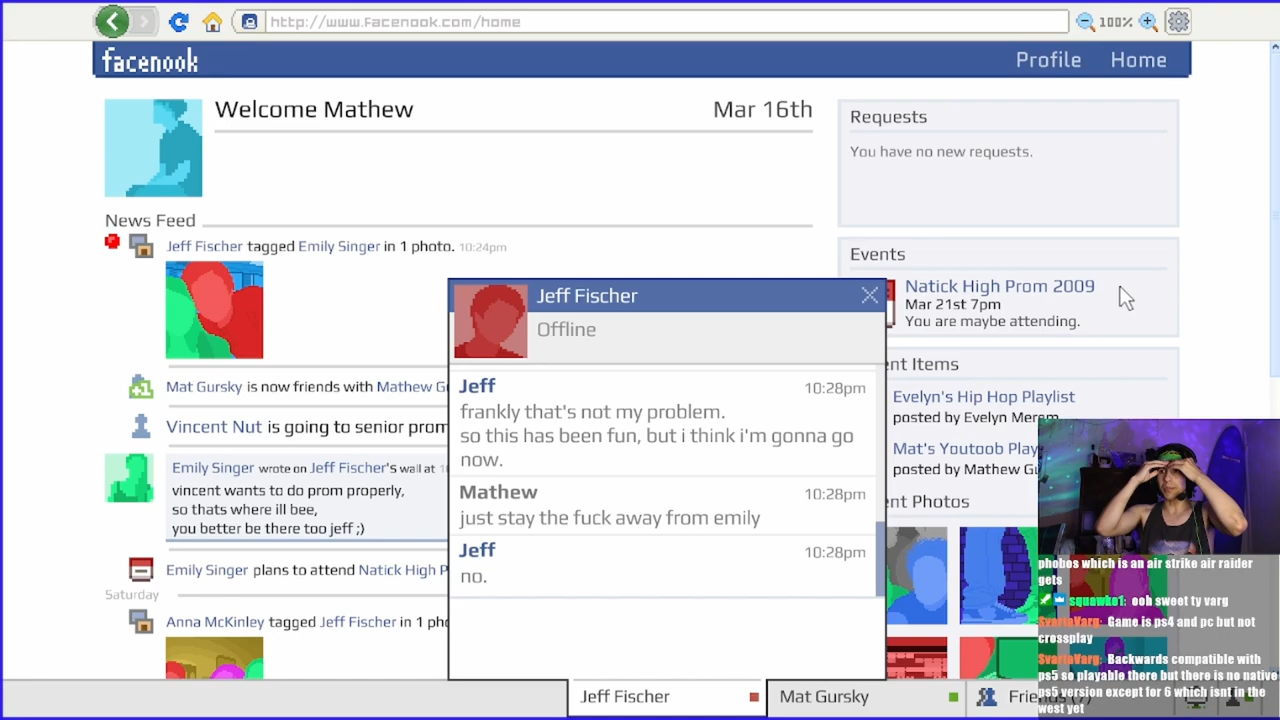 http://www.facenook.com/home
100%
facenook
Profile
Home
Welcome Mathew
Mar 16th
Requests
You have no new requests.
News Feed
Jeff Fischer tagged Emily Singer in 1 photo. 10:24pm
Events
Natick High Prom 2009
Mar 21st 7pm
You are maybe attending.
Jeff Fischer
Offline
Jeff 10:28pm
frankly that's not my problem.
so this has been fun, but i think i'm gonna go
now.
Mathew 10:28pm
just stay the fuck away from emily
Jeff 10:28pm
no.
Mat Gursky is now friends with Mathew G
Vincent Nut is going to senior prom
Emily Singer wrote on Jeff Fischer's wall at
vincent wants to do prom properly,
so thats where ill bee,
you better be there too jeff ;)
Emily Singer plans to attend Natick High P
Saturday
Anna McKinley tagged Jeff Fischer in 1 pho
ent Items
Evelyn's Hip Hop Playlist
posted by Evelyn
Mat's Youtoob Play
posted by Mathew G
ent Photos
phobos which is an air strike air raider
gets
squawke1: ooh sweet ty varg
SvartaVarg: Game is ps4 and pc but not
crossplay
SvartaVarg: Backwards compatible with
ps5 so playable there but there is no native
ps5 version except for 6 which isnt in the
west yet
Jeff Fischer
Mat Gursky
Frien